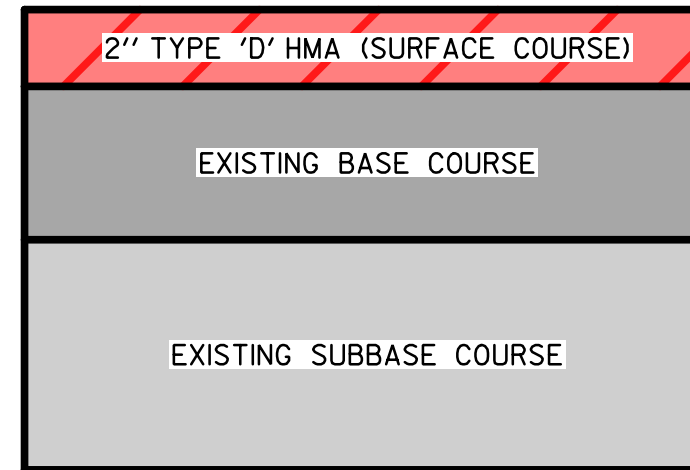 2'' TYPE 'D' HMA (SURFACE COURSE)
EXISTING BASE COURSE
EXISTING SUBBASE COURSE